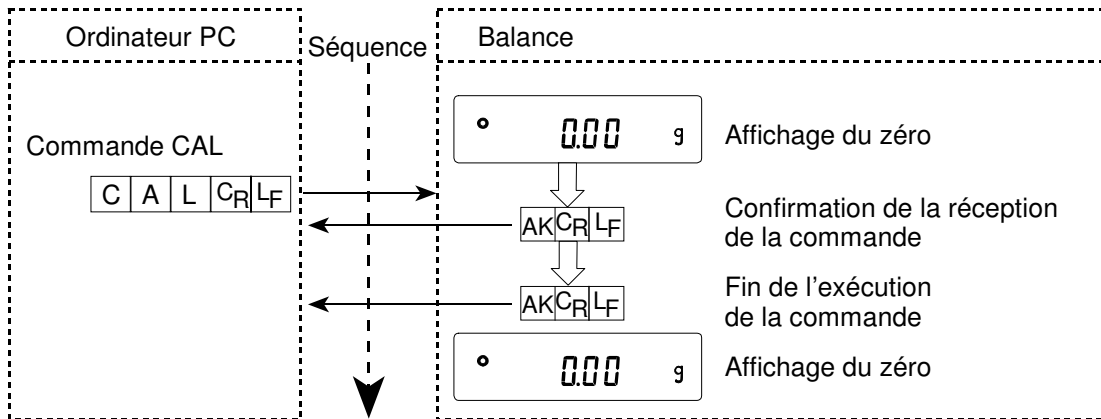 Ordinateur PC
Séquence
Balance
0.00 g
Affichage du zéro
Commande CAL
C A L CR LF
AK CR LF
Confirmation de la réception
de la commande
AK CR LF
Fin de l'exécution
de la commande
0.00 g
Affichage du zéro